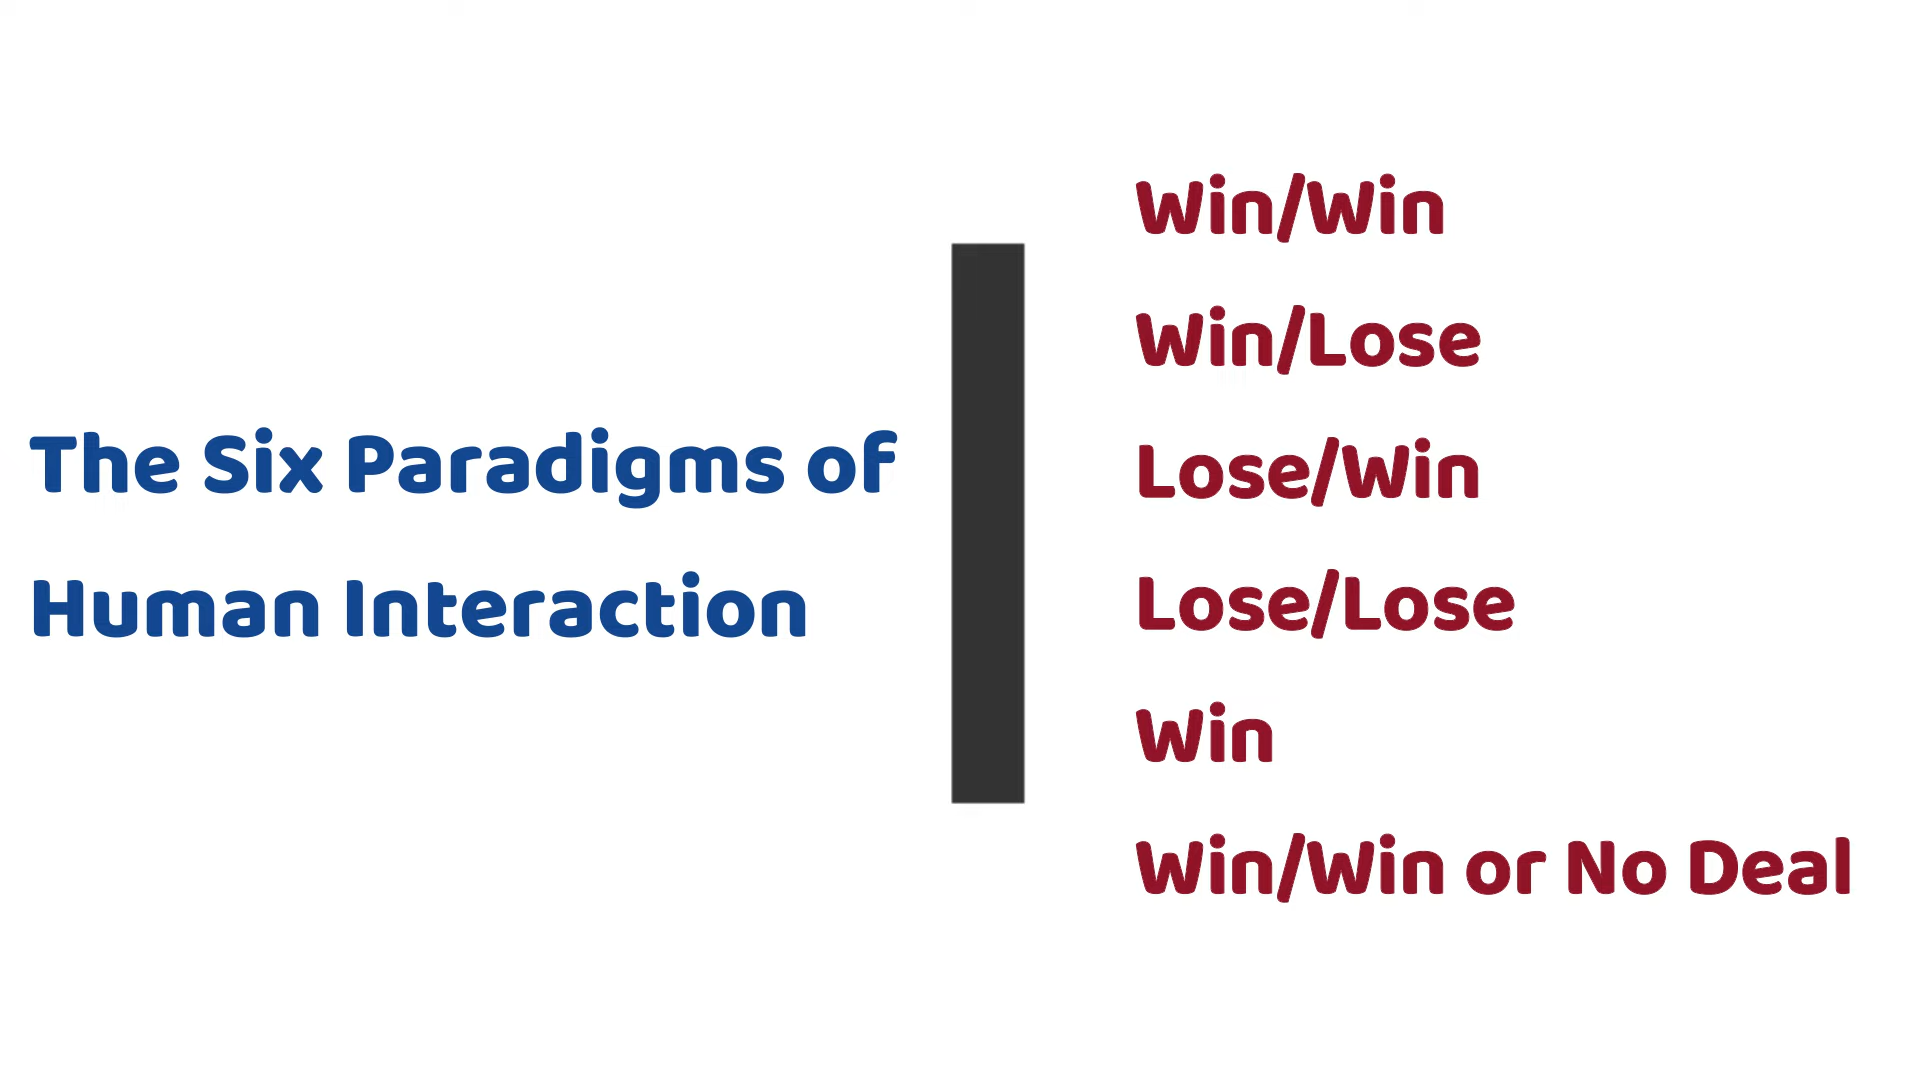 The Six Paradigms of
Human Interaction
Win/Win
Win/Lose
Lose/Win
Lose/Lose
Win
Win/Win or No Deal